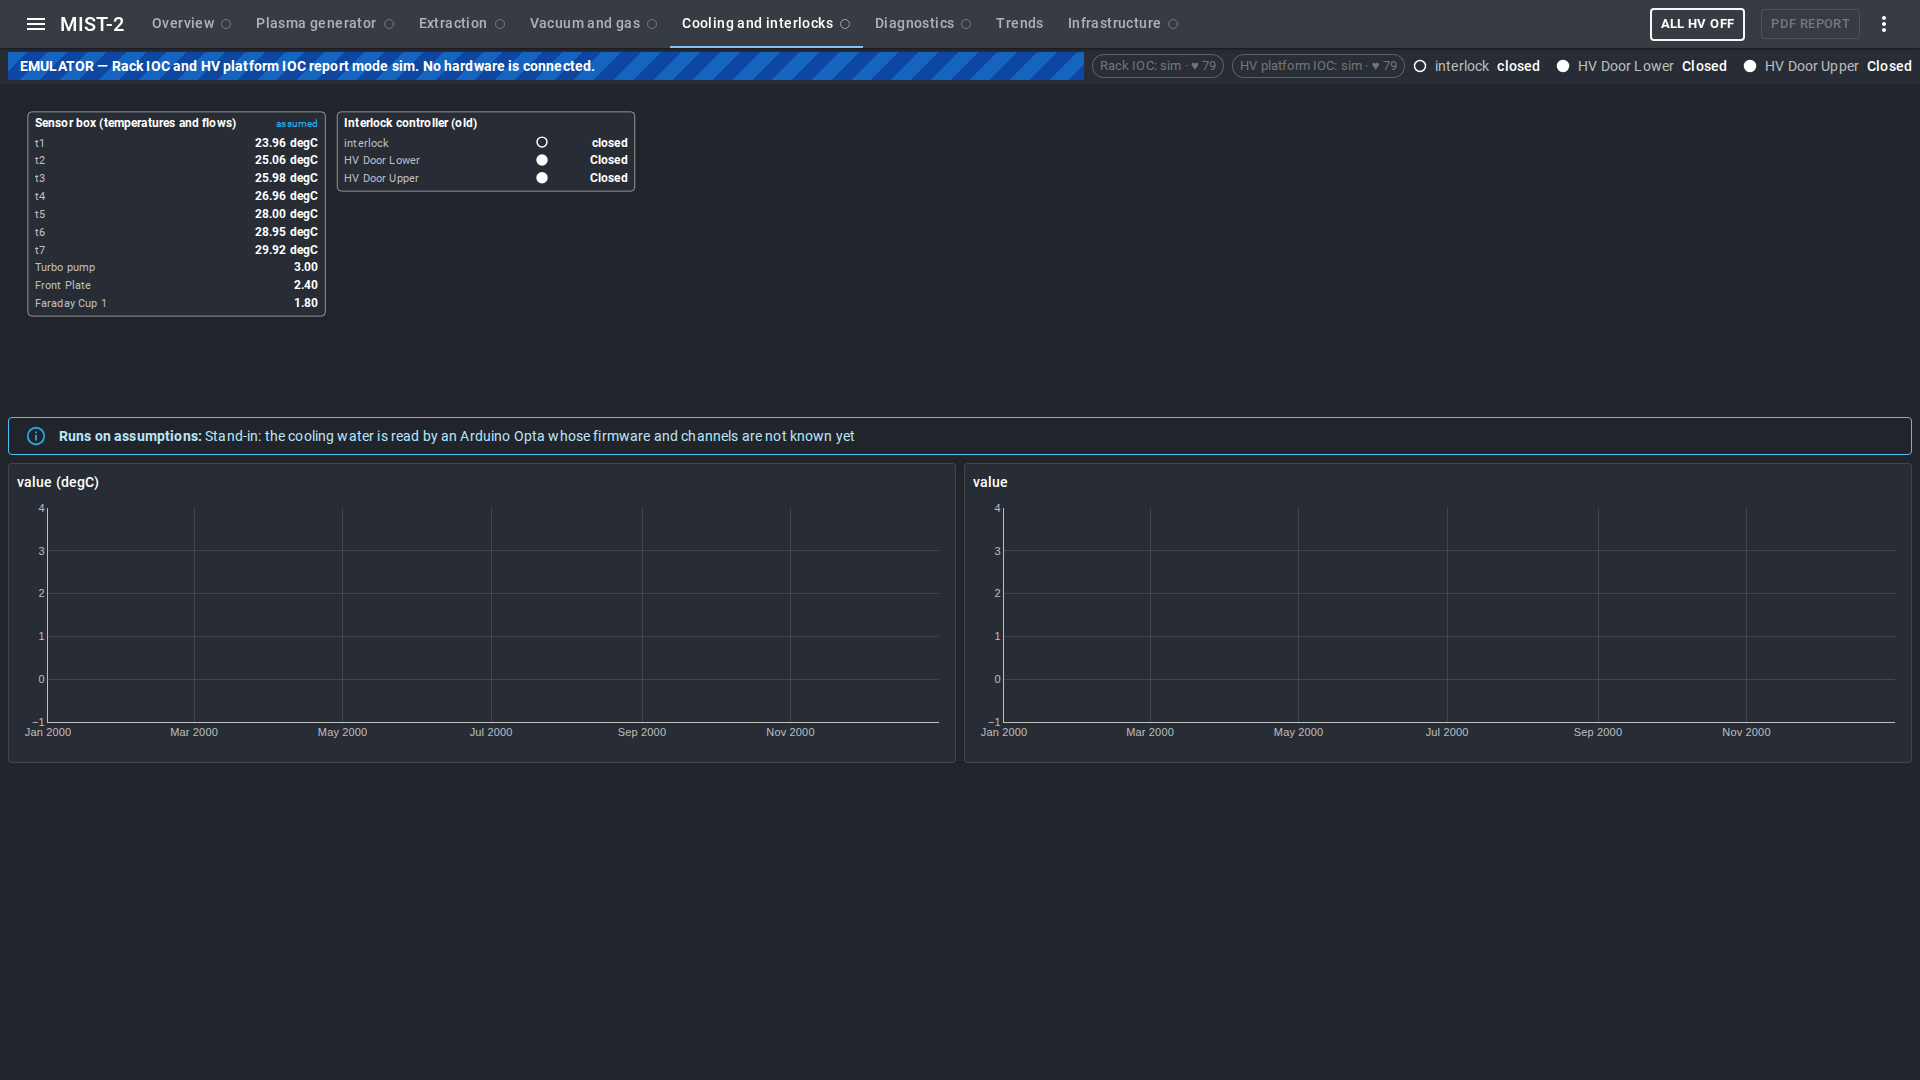 MIST-2
Overview
Plasma generator
Extraction
Vacuum and gas
Cooling and interlocks
Diagnostics
Trends
Infrastructure
ALL HV OFF
PDF REPORT
EMULATOR — Rack IOC and HV platform IOC report mode sim. No hardware is connected.
Rack IOC: sim · ♥ 79
HV platform IOC: sim · ♥ 79
interlock closed
HV Door Lower Closed
HV Door Upper Closed
Sensor box (temperatures and flows) assumed
t1 23.96 degC
t2 25.06 degC
t3 25.98 degC
t4 26.96 degC
t5 28.00 degC
t6 28.95 degC
t7 29.92 degC
Turbo pump 3.00
Front Plate 2.40
Faraday Cup 1 1.80
Interlock controller (old)
interlock closed
HV Door Lower Closed
HV Door Upper Closed
Runs on assumptions: Stand-in: the cooling water is read by an Arduino Opta whose firmware and channels are not known yet
value (degC)
4
3
2
1
0
−1
Jan 2000 Mar 2000 May 2000 Jul 2000 Sep 2000 Nov 2000
value
4
3
2
1
0
−1
Jan 2000 Mar 2000 May 2000 Jul 2000 Sep 2000 Nov 2000